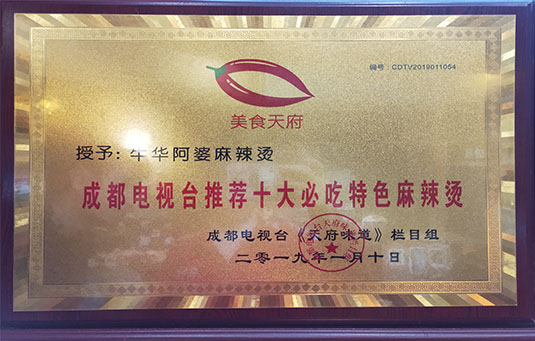 编号：CDTV2019011054
美食天府
授予：牛华阿婆麻辣烫
成都电视台推荐十大必吃特色麻辣烫
成都电视台《天府味道》栏目组
二零一九年一月十日